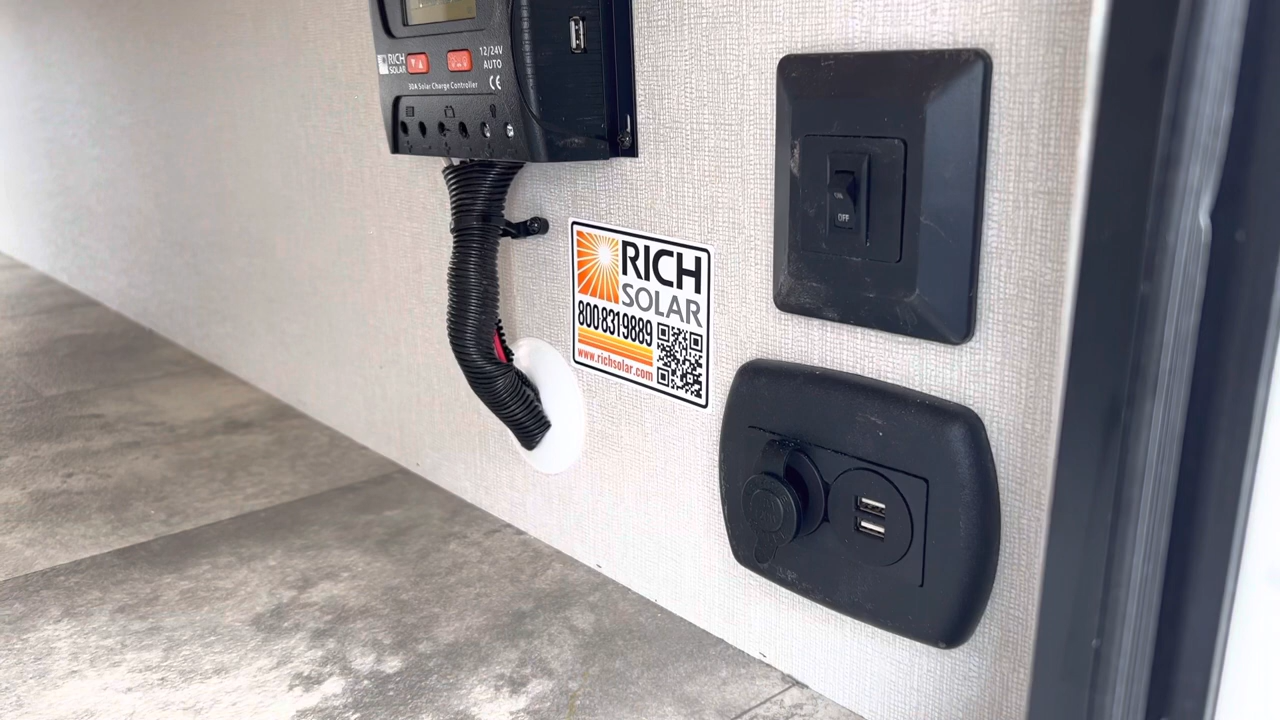 RICH
SOLAR
12/24V
AUTO
30A Solar Charge Controller
CE
OFF
RICH
SOLAR
8008319889
www.richsolar.com